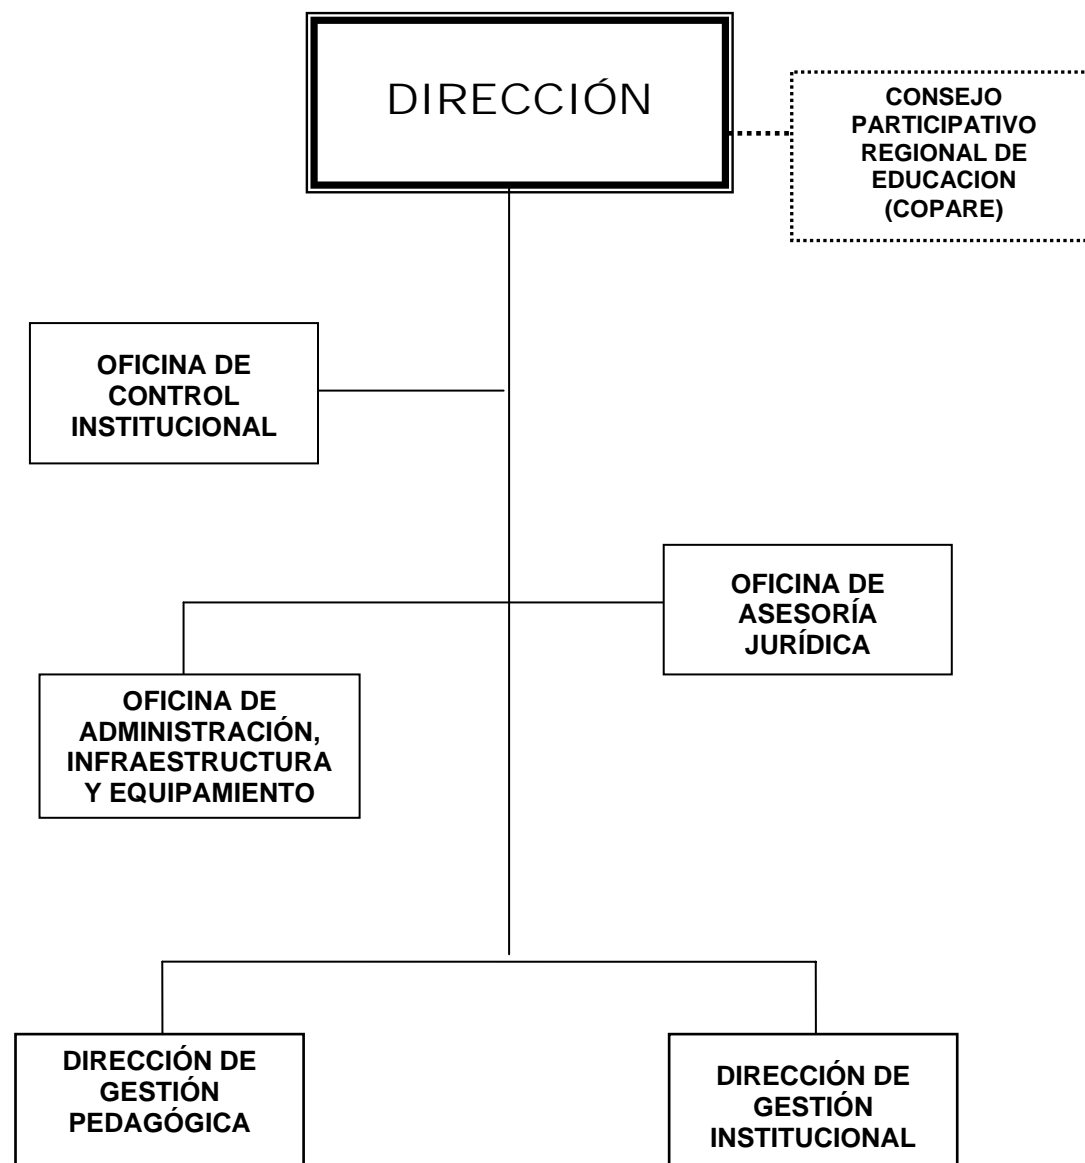 DIRECCIÓN
CONSEJO
PARTICIPATIVO
REGIONAL DE
EDUCACION
(COPARE)
OFICINA DE
CONTROL
INSTITUCIONAL
OFICINA DE
ASESORÍA
JURÍDICA
OFICINA DE
ADMINISTRACIÓN,
INFRAESTRUCTURA
Y EQUIPAMIENTO
DIRECCIÓN DE
GESTIÓN
PEDAGÓGICA
DIRECCIÓN DE
GESTIÓN
INSTITUCIONAL